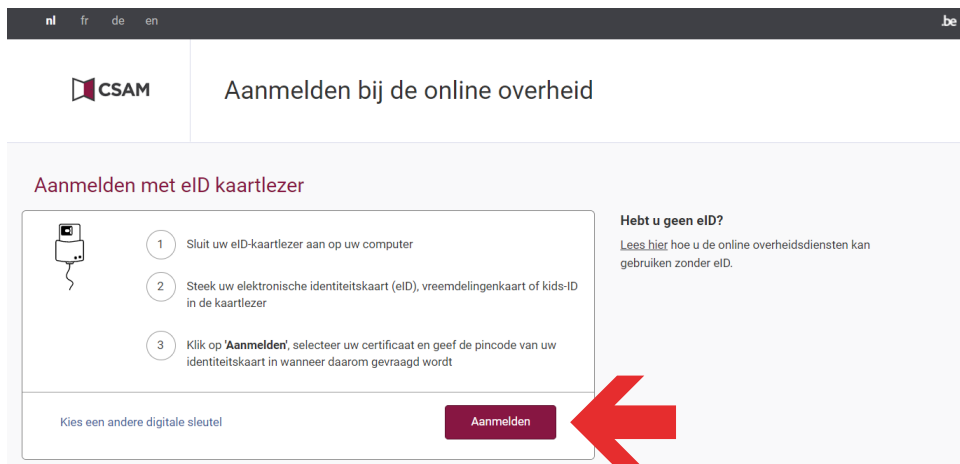 nl fr de en .be
CSAM
Aanmelden bij de online overheid
Aanmelden met eID kaartlezer
1 Sluit uw eID-kaartlezer aan op uw computer
2 Steek uw elektronische identiteitskaart (eID), vreemdelingenkaart of kids-ID
in de kaartlezer
3 Klik op 'Aanmelden', selecteer uw certificaat en geef de pincode van uw
identiteitskaart in wanneer daarom gevraagd wordt
Kies een andere digitale sleutel
Aanmelden
Hebt u geen eID?
Lees hier hoe u de online overheidsdiensten kan
gebruiken zonder eID.